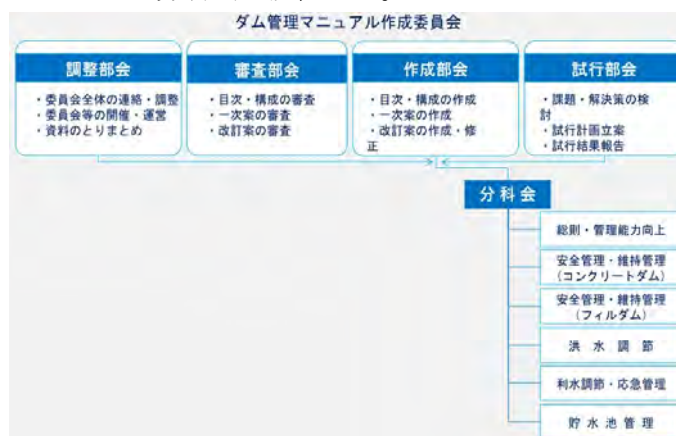 ダム管理マニュアル作成委員会
調整部会
・委員会全体の連絡・調整
・委員会等の開催・運営
・資料のとりまとめ
審査部会
・目次・構成の審査
・一次案の審査
・改訂案の審査
作成部会
・目次・構成の作成
・一次案の作成
・改訂案の作成・修
正
試行部会
・課題・解決策の検
討
・試行計画立案
・試行結果報告
分科会
総則・管理能力向上
安全管理・維持管理
(コンクリートダム)
安全管理・維持管理
(フィルダム)
洪水調節
利水調節・応急管理
貯水池管理